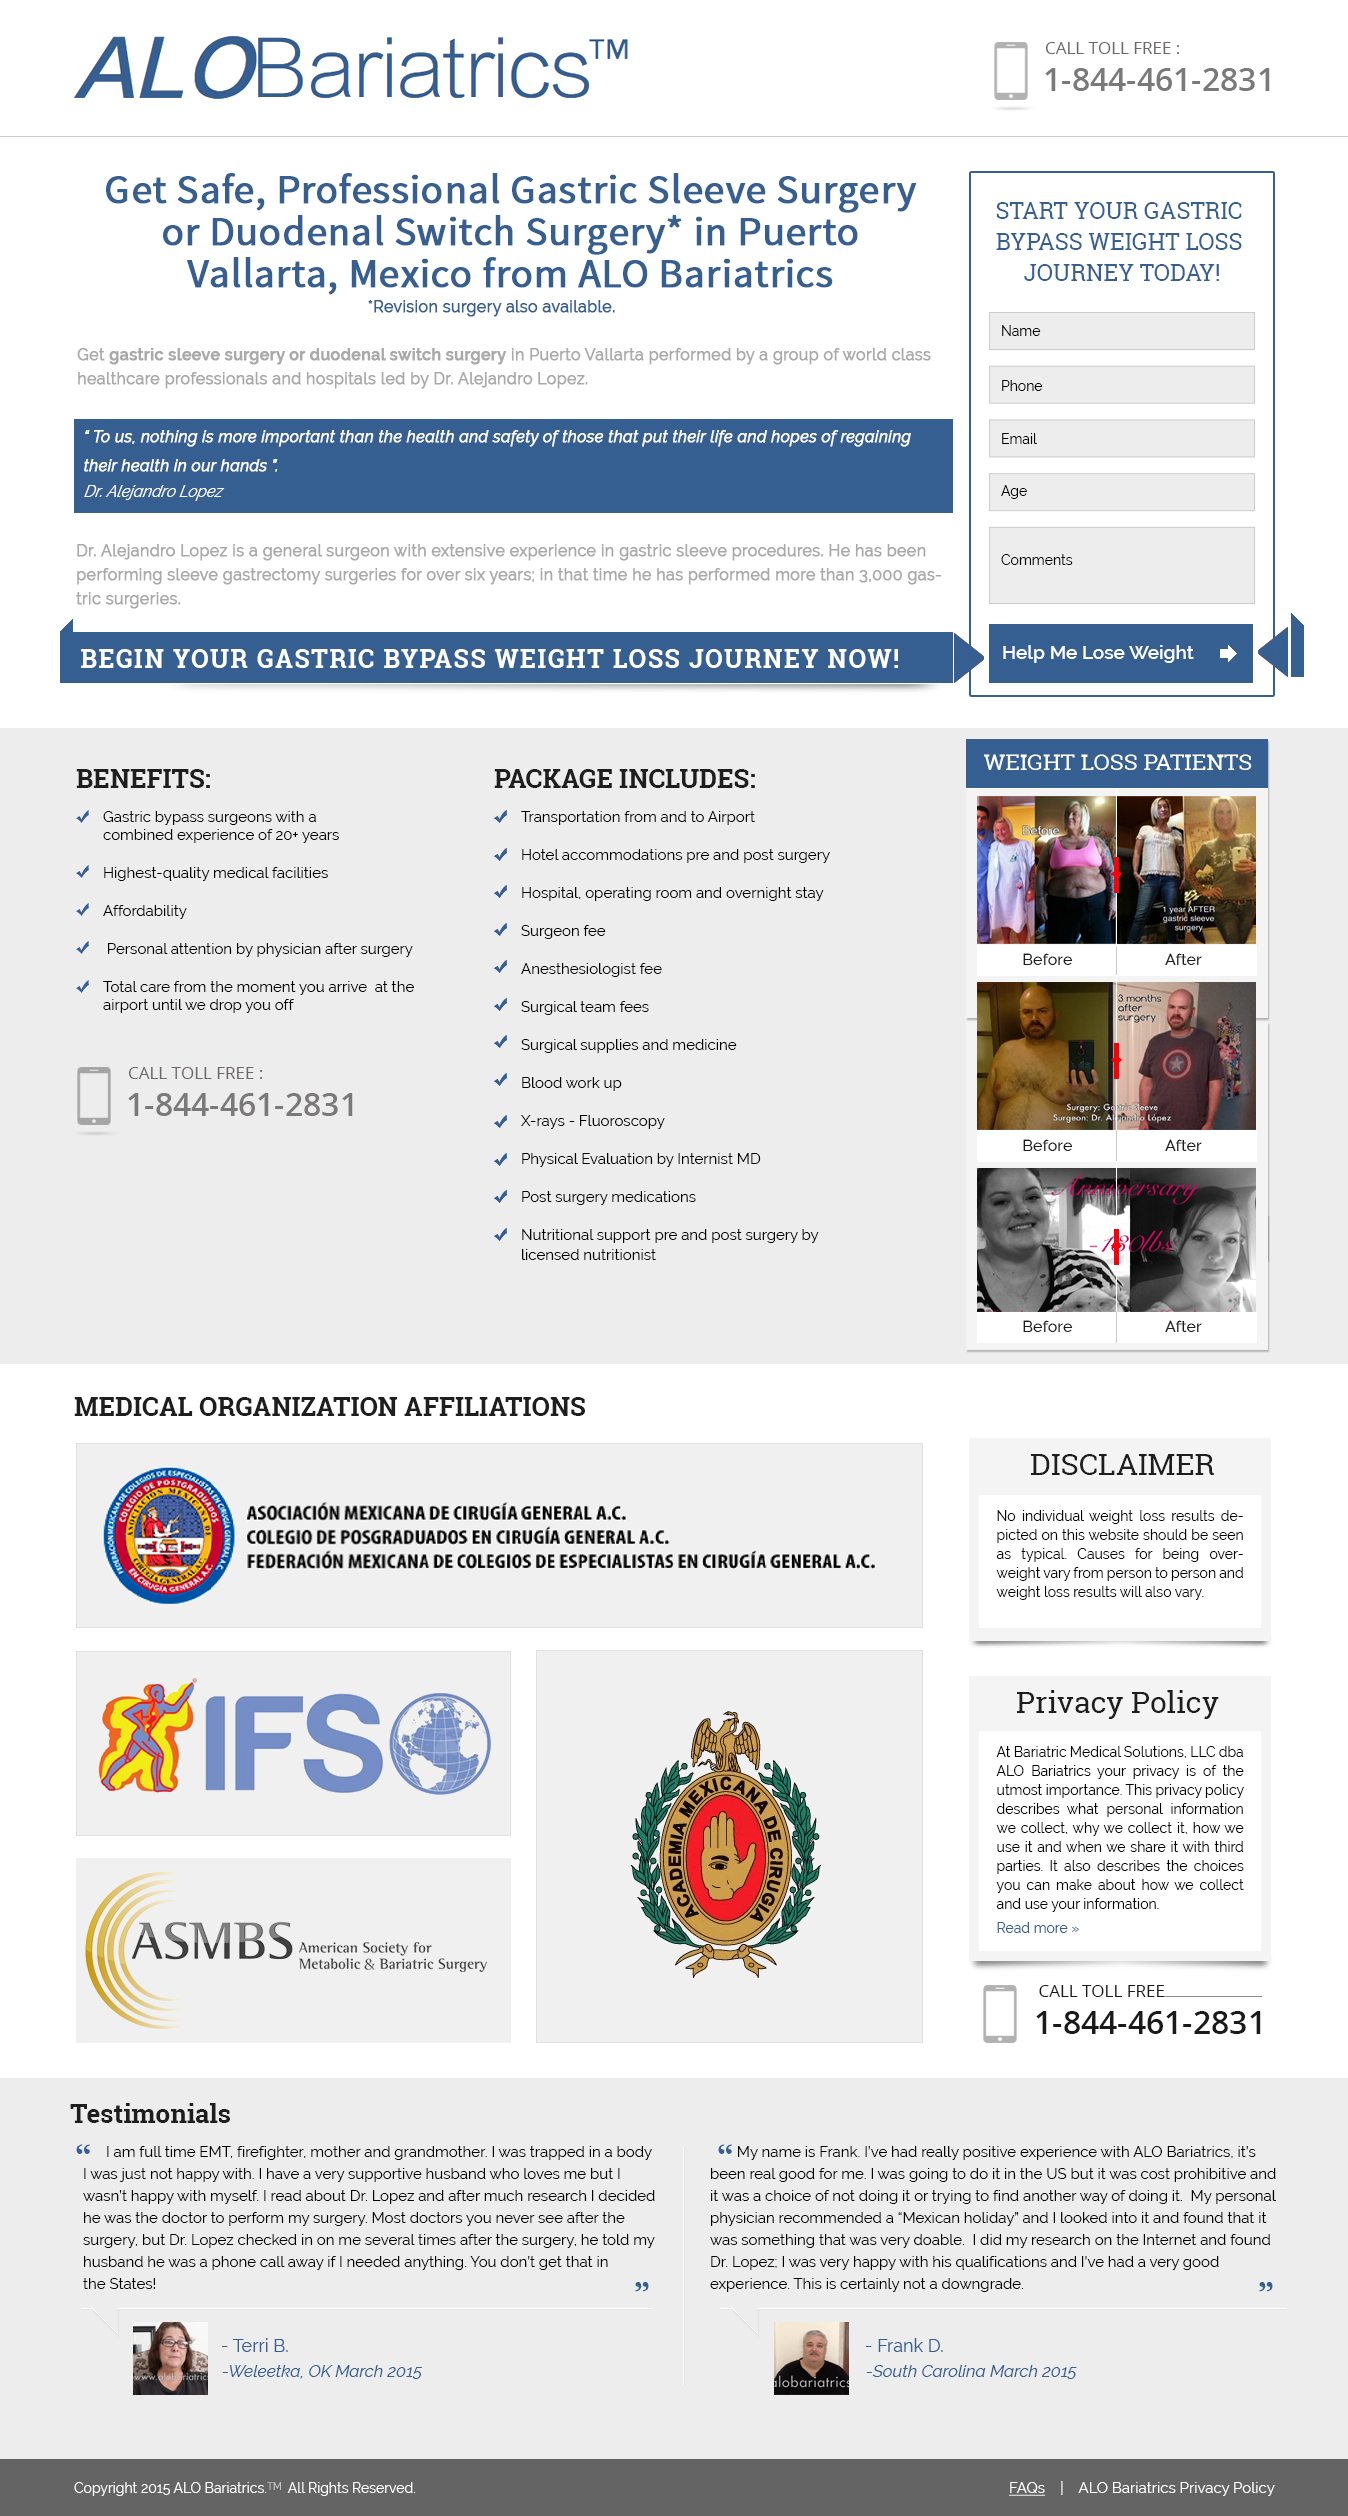 ALOBariatrics™
CALL TOLL FREE :
1-844-461-2831
Get Safe, Professional Gastric Sleeve Surgery
or Duodenal Switch Surgery* in Puerto
Vallarta, Mexico from ALO Bariatrics
*Revision surgery also available.
Get gastric sleeve surgery or duodenal switch surgery in Puerto Vallarta performed by a group of world class
healthcare professionals and hospitals led by Dr. Alejandro Lopez.
" To us, nothing is more important than the health and safety of those that put their life and hopes of regaining
their health in our hands ".
Dr. Alejandro Lopez
Dr. Alejandro Lopez is a general surgeon with extensive experience in gastric sleeve procedures. He has been
performing sleeve gastrectomy surgeries for over six years; in that time he has performed more than 3,000 gas-
tric surgeries.
BEGIN YOUR GASTRIC BYPASS WEIGHT LOSS JOURNEY NOW!
START YOUR GASTRIC
BYPASS WEIGHT LOSS
JOURNEY TODAY!
Name
Phone
Email
Age
Comments
Help Me Lose Weight
BENEFITS:
Gastric bypass surgeons with a
combined experience of 20+ years
Highest-quality medical facilities
Affordability
Personal attention by physician after surgery
Total care from the moment you arrive at the
airport until we drop you off
CALL TOLL FREE :
1-844-461-2831
PACKAGE INCLUDES:
Transportation from and to Airport
Hotel accommodations pre and post surgery
Hospital, operating room and overnight stay
Surgeon fee
Anesthesiologist fee
Surgical team fees
Surgical supplies and medicine
Blood work up
X-rays - Fluoroscopy
Physical Evaluation by Internist MD
Post surgery medications
Nutritional support pre and post surgery by
licensed nutritionist
WEIGHT LOSS PATIENTS
Before
1 year AFTER
gastric sleeve
surgery
Before After
3 months
after
surgery
Surgery: Gastric Sleeve
Surgeon: Dr. Alejandro López
Before After
Anniversary
-130lbs
Before After
MEDICAL ORGANIZATION AFFILIATIONS
FEDERACIÓN MEXICANA DE COLEGIOS DE ESPECIALISTAS EN CIRUGÍA GENERAL A.C.
COLEGIO DE POSTGRADUADOS
EN CIRUGÍA GENERAL A.C.
ASOCIACIÓN MEXICANA DE
CIRUGÍA GENERAL
ASOCIACIÓN MEXICANA DE CIRUGÍA GENERAL A.C.
COLEGIO DE POSGRADUADOS EN CIRUGÍA GENERAL A.C.
FEDERACIÓN MEXICANA DE COLEGIOS DE ESPECIALISTAS EN CIRUGÍA GENERAL A.C.
IFSO
ASMBS American Society for
Metabolic & Bariatric Surgery
ACADEMIA MEXICANA DE CIRUGIA
DISCLAIMER
No individual weight loss results de-
picted on this website should be seen
as typical. Causes for being over-
weight vary from person to person and
weight loss results will also vary.
Privacy Policy
At Bariatric Medical Solutions, LLC dba
ALO Bariatrics your privacy is of the
utmost importance. This privacy policy
describes what personal information
we collect, why we collect it, how we
use it and when we share it with third
parties. It also describes the choices
you can make about how we collect
and use your information.
Read more »
CALL TOLL FREE
1-844-461-2831
Testimonials
“ I am full time EMT, firefighter, mother and grandmother. I was trapped in a body
I was just not happy with. I have a very supportive husband who loves me but I
wasn't happy with myself. I read about Dr. Lopez and after much research I decided
he was the doctor to perform my surgery. Most doctors you never see after the
surgery, but Dr. Lopez checked in on me several times after the surgery, he told my
husband he was a phone call away if I needed anything. You don't get that in
the States! ”
www.alobariatric
- Terri B.
-Weleetka, OK March 2015
“ My name is Frank. I've had really positive experience with ALO Bariatrics, it's
been real good for me. I was going to do it in the US but it was cost prohibitive and
it was a choice of not doing it or trying to find another way of doing it. My personal
physician recommended a “Mexican holiday” and I looked into it and found that it
was something that was very doable. I did my research on the Internet and found
Dr. Lopez; I was very happy with his qualifications and I've had a very good
experience. This is certainly not a downgrade. ”
alobariatrics
- Frank D.
-South Carolina March 2015
Copyright 2015 ALO Bariatrics.™ All Rights Reserved.
FAQs | ALO Bariatrics Privacy Policy